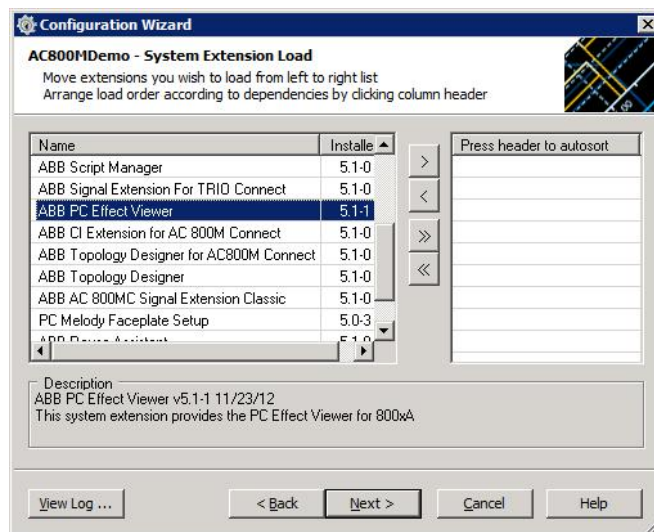 Configuration Wizard
AC800MDemo - System Extension Load
Move extensions you wish to load from left to right list
Arrange load order according to dependencies by clicking column header
Name Installe
Press header to autosort
ABB Script Manager 5.1-0
ABB Signal Extension For TRIO Connect 5.1-0
ABB PC Effect Viewer 5.1-1
ABB CI Extension for AC 800M Connect 5.1-0
ABB Topology Designer for AC800M Connect 5.1-0
ABB Topology Designer 5.1-0
ABB AC 800MC Signal Extension Classic 5.1-0
PC Melody Faceplate Setup 5.0-3
>
<
>>
<<
Description
ABB PC Effect Viewer v5.1-1 11/23/12
This system extension provides the PC Effect Viewer for 800xA
View Log ...
< Back
Next >
Cancel
Help